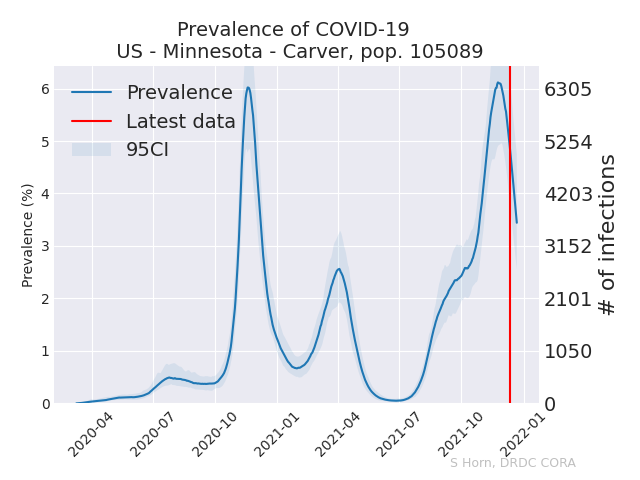 Prevalence of COVID-19
US - Minnesota - Carver, pop. 105089
Prevalence
Latest data
95CI
Prevalence (%)
6
5
4
3
2
1
0
6305
5254
4203
3152
2101
1050
0
# of infections
2020-04
2020-07
2020-10
2021-01
2021-04
2021-07
2021-10
2022-01
S Horn, DRDC CORA